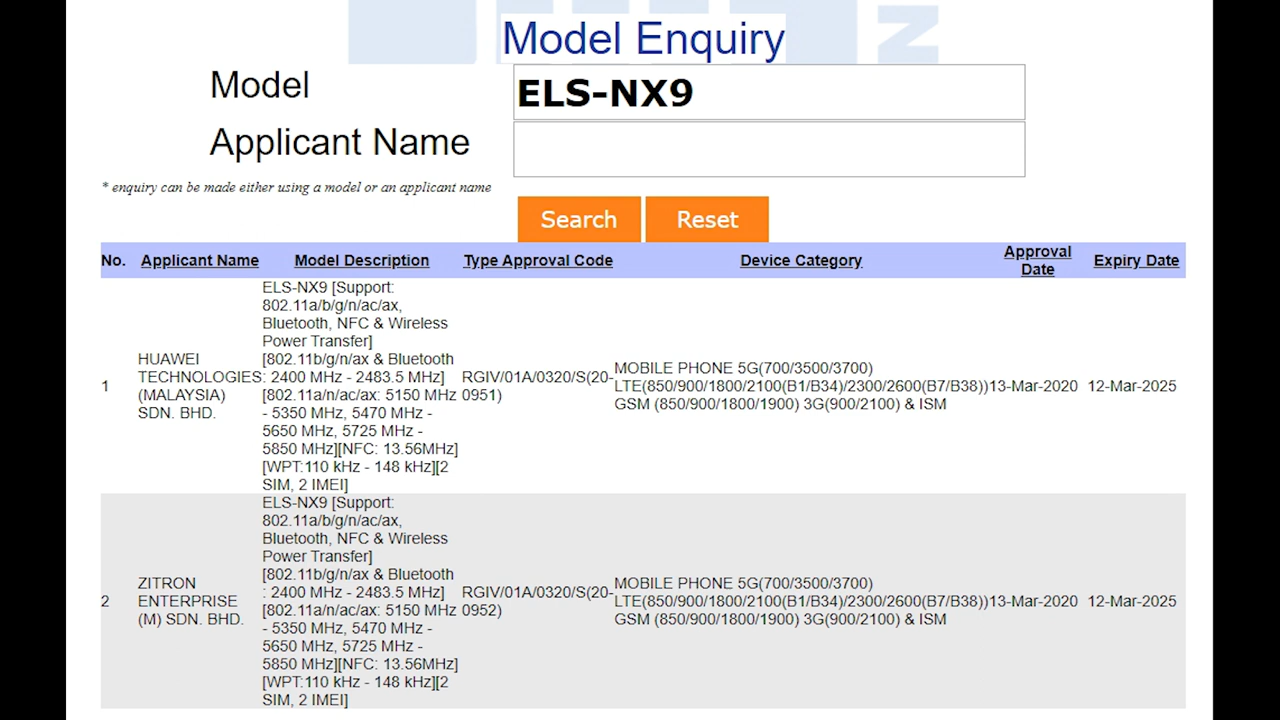 Model Enquiry
Model
ELS-NX9
Applicant Name
* enquiry can be made either using a model or an applicant name
Search
Reset
No. Applicant Name Model Description Type Approval Code Device Category Approval Date Expiry Date
1
HUAWEI
TECHNOLOGIES
(MALAYSIA)
SDN. BHD.
ELS-NX9 [Support:
802.11a/b/g/n/ac/ax,
Bluetooth, NFC & Wireless
Power Transfer]
[802.11b/g/n/ax & Bluetooth
: 2400 MHz - 2483.5 MHz]
[802.11a/n/ac/ax: 5150 MHz
- 5350 MHz, 5470 MHz -
5650 MHz, 5725 MHz -
5850 MHz][NFC: 13.56MHz]
[WPT:110 kHz - 148 kHz][2
SIM, 2 IMEI]
RGIV/01A/0320/S(20-
0951)
MOBILE PHONE 5G(700/3500/3700)
LTE(850/900/1800/2100(B1/B34)/2300/2600(B7/B38))
GSM (850/900/1800/1900) 3G(900/2100) & ISM
13-Mar-2020
12-Mar-2025
2
ZITRON
ENTERPRISE
(M) SDN. BHD.
ELS-NX9 [Support:
802.11a/b/g/n/ac/ax,
Bluetooth, NFC & Wireless
Power Transfer]
[802.11b/g/n/ax & Bluetooth
: 2400 MHz - 2483.5 MHz]
[802.11a/n/ac/ax: 5150 MHz
- 5350 MHz, 5470 MHz -
5650 MHz, 5725 MHz -
5850 MHz][NFC: 13.56MHz]
[WPT:110 kHz - 148 kHz][2
SIM, 2 IMEI]
RGIV/01A/0320/S(20-
0952)
MOBILE PHONE 5G(700/3500/3700)
LTE(850/900/1800/2100(B1/B34)/2300/2600(B7/B38))
GSM (850/900/1800/1900) 3G(900/2100) & ISM
13-Mar-2020
12-Mar-2025